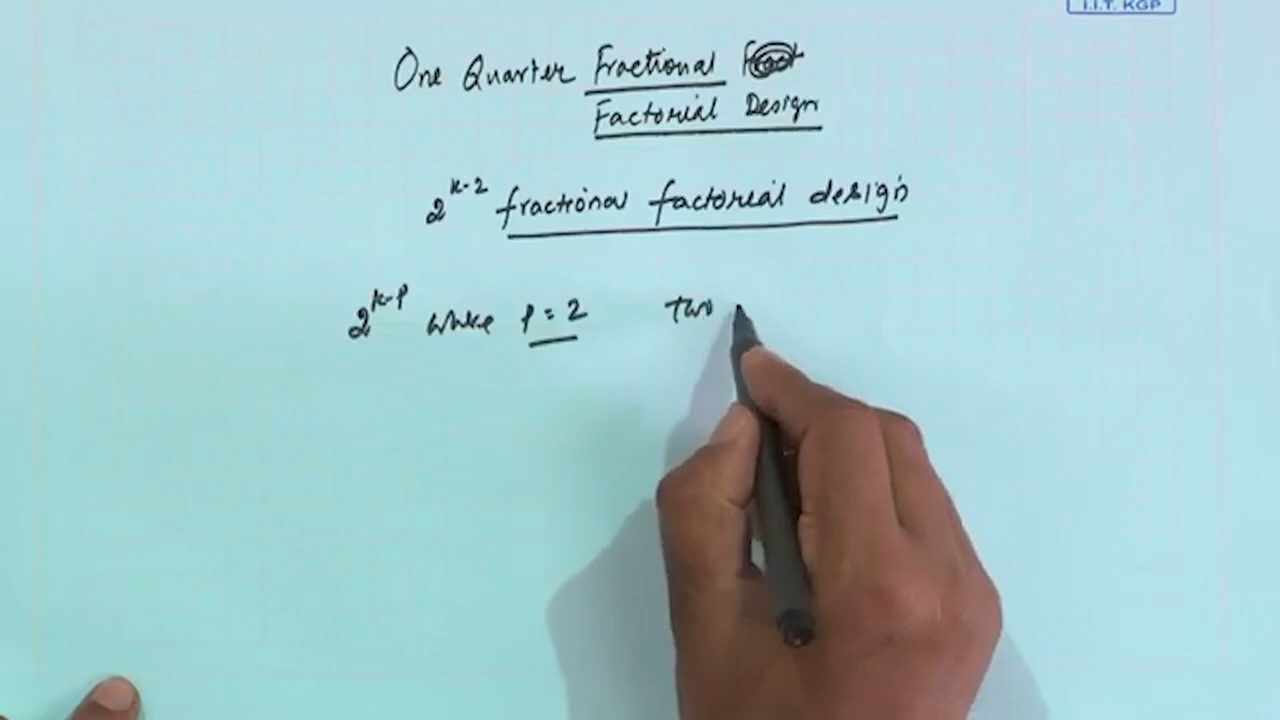 I.I.T. KGP
One Quarter Fractional
Factorial Design
2^{k-2} fractional factorial design
2^{k-p} where p = 2 two